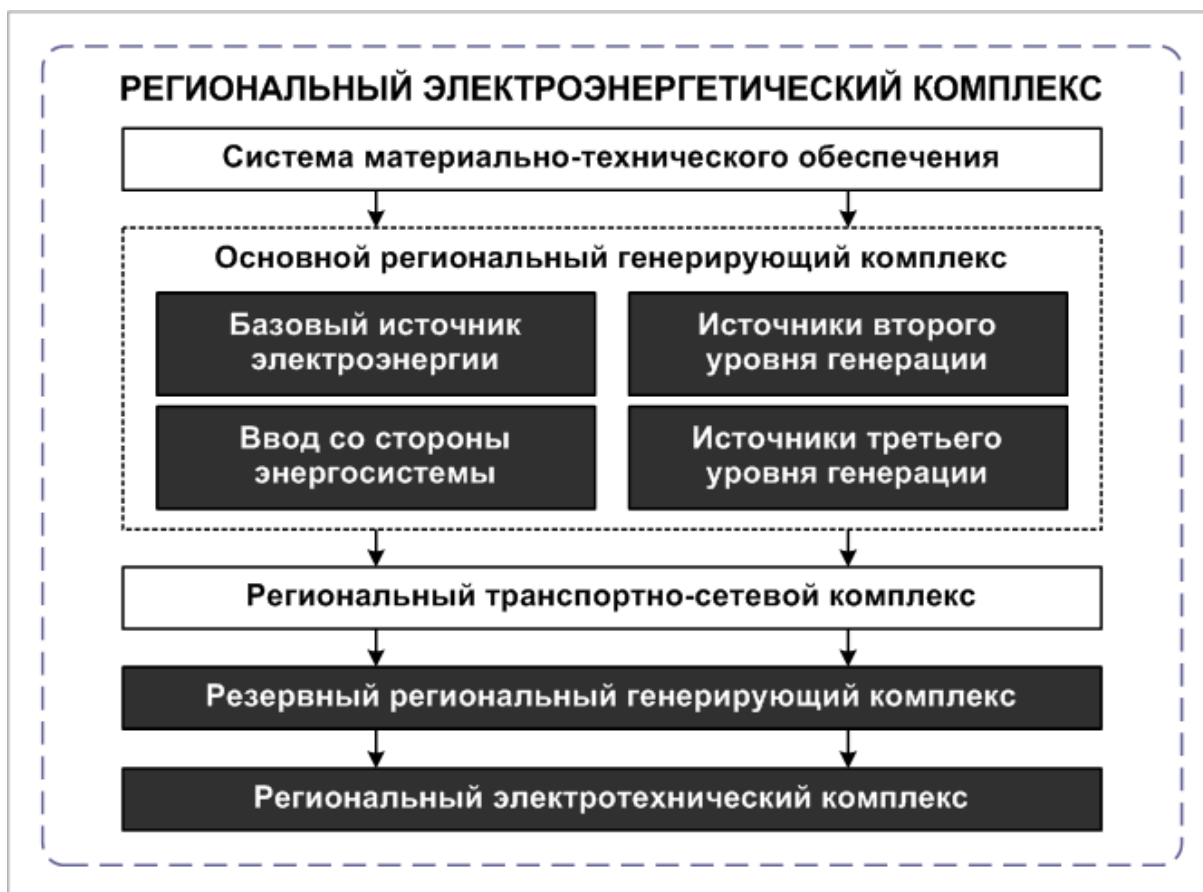 РЕГИОНАЛЬНЫЙ ЭЛЕКТРОЭНЕРГЕТИЧЕСКИЙ КОМПЛЕКС
Система материально-технического обеспечения
Основной региональный генерирующий комплекс
Базовый источник
электроэнергии
Источники второго
уровня генерации
Ввод со стороны
энергосистемы
Источники третьего
уровня генерации
Региональный транспортно-сетевой комплекс
Резервный региональный генерирующий комплекс
Региональный электротехнический комплекс